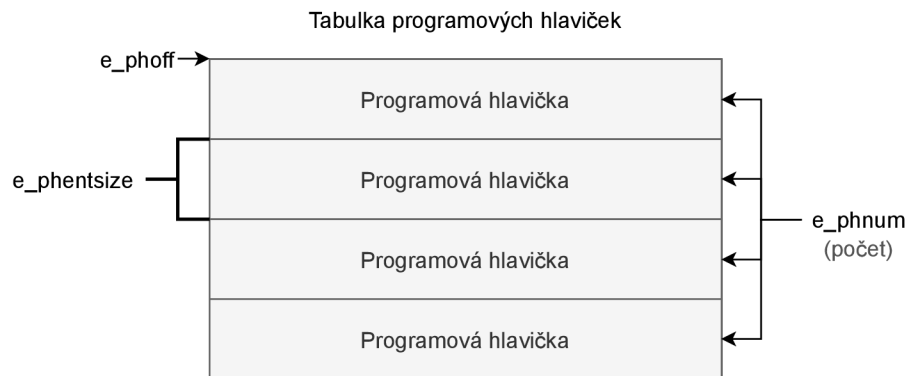 Tabulka programových hlaviček
e_phoff
Programová hlavička
e_phentsize
Programová hlavička
e_phnum
(počet)
Programová hlavička
Programová hlavička